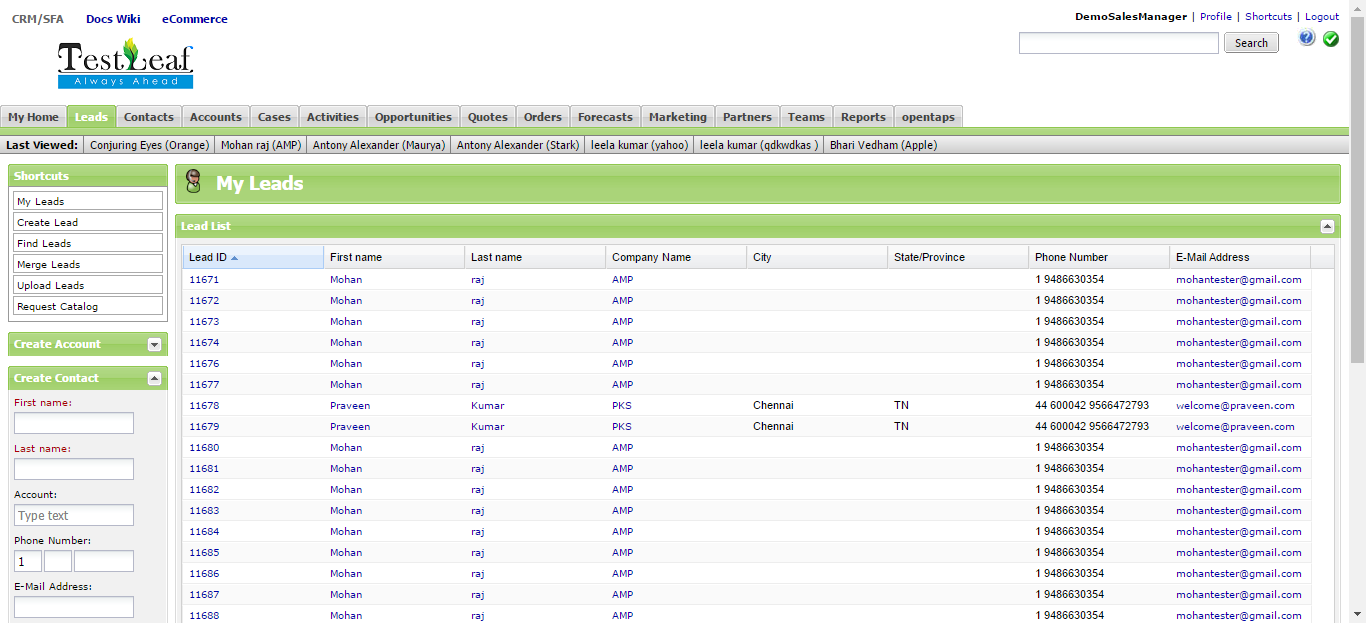 CRM/SFA Docs Wiki eCommerce
DemoSalesManager | Profile | Shortcuts | Logout
TestLeaf
Always Ahead
Search
My Home Leads Contacts Accounts Cases Activities Opportunities Quotes Orders Forecasts Marketing Partners Teams Reports opentaps
Last Viewed: Conjuring Eyes (Orange) Mohan raj (AMP) Antony Alexander (Maurya) Antony Alexander (Stark) leela kumar (yahoo) leela kumar (qdkwdkas ) Bhari Vedham (Apple)
Shortcuts
My Leads
Create Lead
Find Leads
Merge Leads
Upload Leads
Request Catalog
Create Account
Create Contact
First name:
Last name:
Account:
Type text
Phone Number:
1
E-Mail Address:
My Leads
Lead List
Lead ID First name Last name Company Name City State/Province Phone Number E-Mail Address
11671 Mohan raj AMP 1 9486630354 mohantester@gmail.com
11672 Mohan raj AMP 1 9486630354 mohantester@gmail.com
11673 Mohan raj AMP 1 9486630354 mohantester@gmail.com
11674 Mohan raj AMP 1 9486630354 mohantester@gmail.com
11676 Mohan raj AMP 1 9486630354 mohantester@gmail.com
11677 Mohan raj AMP 1 9486630354 mohantester@gmail.com
11678 Praveen Kumar PKS Chennai TN 44 600042 9566472793 welcome@praveen.com
11679 Praveen Kumar PKS Chennai TN 44 600042 9566472793 welcome@praveen.com
11680 Mohan raj AMP 1 9486630354 mohantester@gmail.com
11681 Mohan raj AMP 1 9486630354 mohantester@gmail.com
11682 Mohan raj AMP 1 9486630354 mohantester@gmail.com
11683 Mohan raj AMP 1 9486630354 mohantester@gmail.com
11684 Mohan raj AMP 1 9486630354 mohantester@gmail.com
11685 Mohan raj AMP 1 9486630354 mohantester@gmail.com
11686 Mohan raj AMP 1 9486630354 mohantester@gmail.com
11687 Mohan raj AMP 1 9486630354 mohantester@gmail.com
11688 Mohan raj AMP 1 9486630354 mohantester@gmail.com